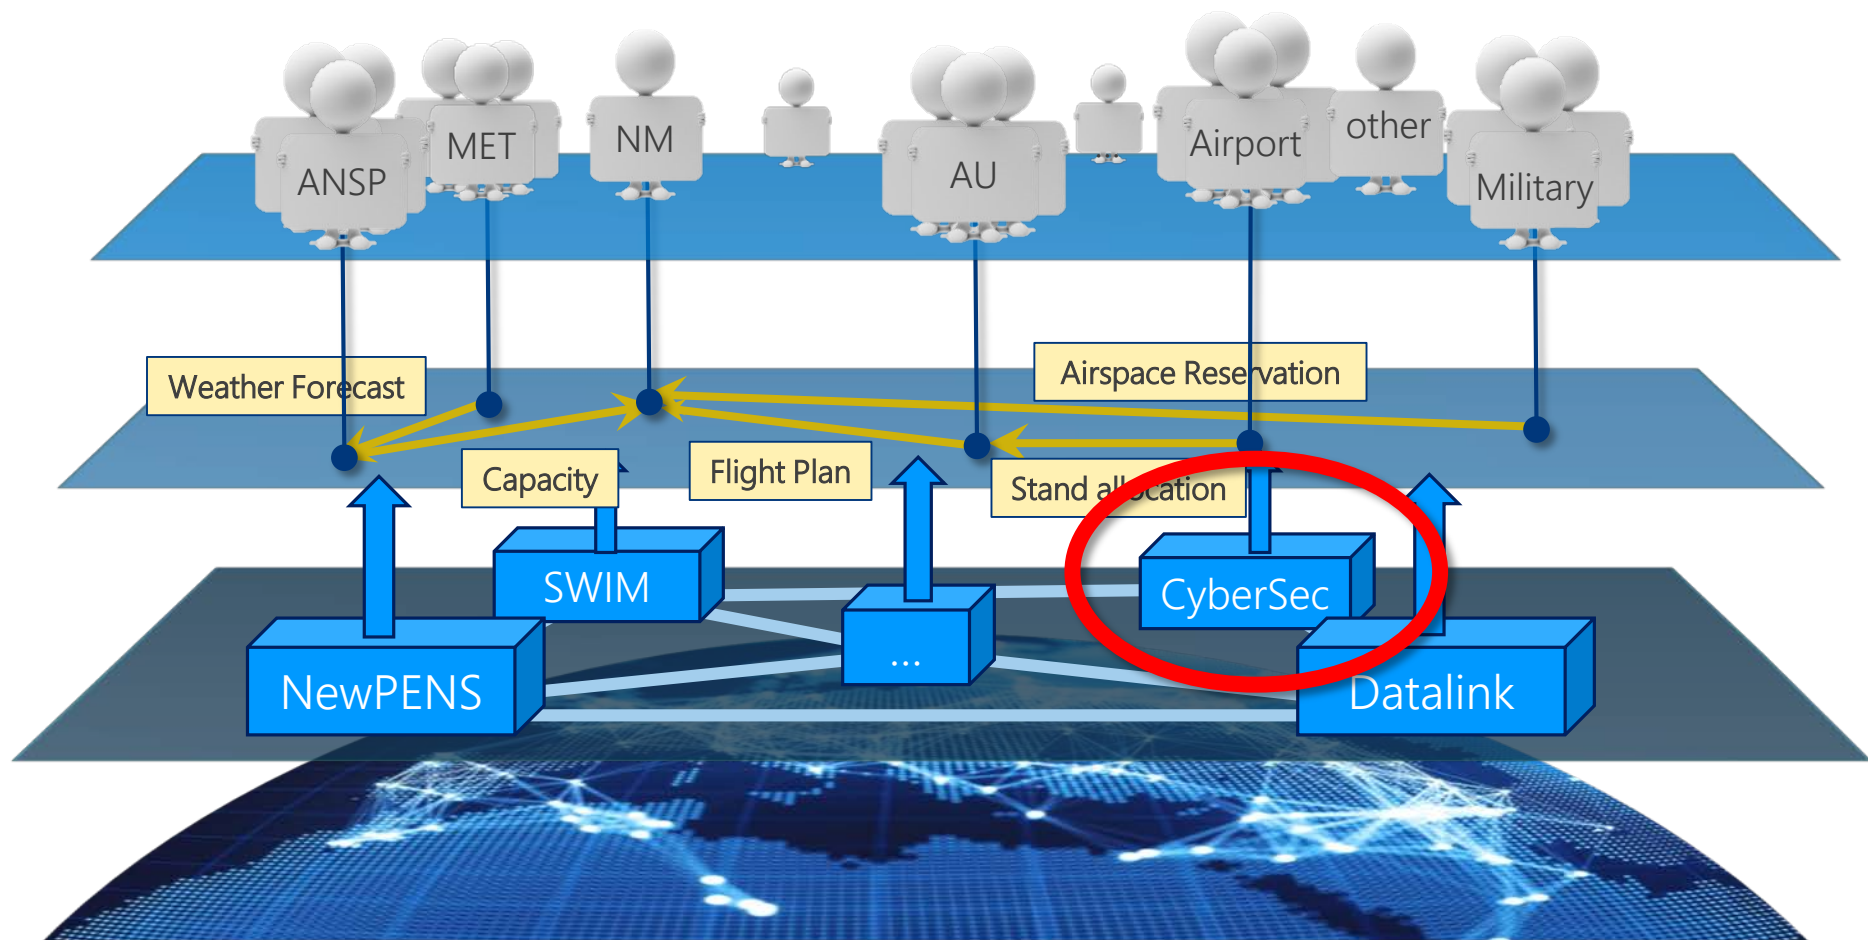 ANSP
MET
NM
AU
Airport
other
Military
Weather Forecast
Airspace Reservation
Capacity
Flight Plan
Stand allocation
SWIM
CyberSec
NewPENS
...
Datalink